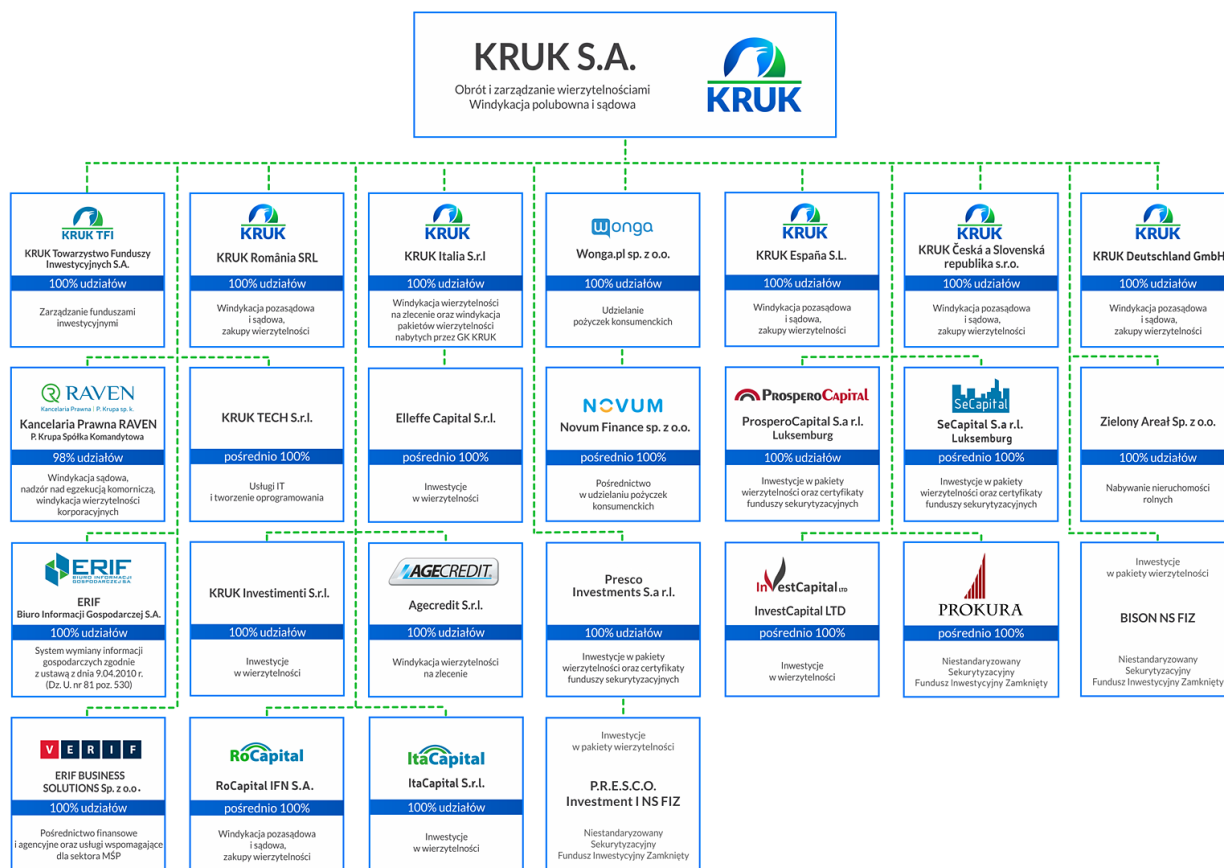 KRUK S.A.
Obrót i zarządzanie wierzytelnościami
Windykacja polubowna i sądowa
KRUK
KRUK TFI
KRUK Towarzystwo Funduszy
Inwestycyjnych S.A.
100% udziałów
Zarządzanie funduszami
inwestycyjnymi
KRUK
KRUK România SRL
100% udziałów
Windykacja pozasądowa
i sądowa,
zakupy wierzytelności
KRUK
KRUK Italia S.r.l
100% udziałów
Windykacja wierzytelności
na zlecenie oraz windykacja
pakietów wierzytelności
nabytych przez GK KRUK
wonga
Wonga.pl sp. z o.o.
100% udziałów
Udzielanie
pożyczek konsumenckich
KRUK
KRUK España S.L.
100% udziałów
Windykacja pozasądowa
i sądowa,
zakupy wierzytelności
KRUK
KRUK Česká a Slovenská
republika s.r.o.
100% udziałów
Windykacja pozasądowa
i sądowa,
zakupy wierzytelności
KRUK
KRUK Deutschland GmbH
100% udziałów
Windykacja pozasądowa
i sądowa,
zakupy wierzytelności
RAVEN
Kancelaria Prawna | P. Krupa sp. k.
Kancelaria Prawna RAVEN
P. Krupa Spółka Komandytowa
98% udziałów
Windykacja sądowa,
nadzór nad egzekucją komorniczą,
windykacja wierzytelności
korporacyjnych
KRUK TECH S.r.l.
pośrednio 100%
Usługi IT
i tworzenie oprogramowania
Elleffe Capital S.r.l.
pośrednio 100%
Inwestycje
w wierzytelności
NOVUM
Novum Finance sp. z o.o.
pośrednio 100%
Pośrednictwo
w udzielaniu pożyczek
konsumenckich
PROSPEROCAPITAL
ProsperoCapital S.a r.l.
Luksemburg
100% udziałów
Inwestycje w pakiety
wierzytelności oraz certyfikaty
funduszy sekurytyzacyjnych
SeCapital
SeCapital S.a r.l.
Luksemburg
pośrednio 100%
Inwestycje w pakiety
wierzytelności oraz certyfikaty
funduszy sekurytyzacyjnych
Zielony Areał Sp. z o.o.
100% udziałów
Nabywanie nieruchomości
rolnych
ERIF
BIURO INFORMACJI
GOSPODARCZEJ SA
ERIF
Biuro Informacji Gospodarczej S.A.
100% udziałów
System wymiany informacji
gospodarczych zgodnie
z ustawą z dnia 9.04.2010 r.
(Dz. U. nr 81 poz. 530)
KRUK Investimenti S.r.l.
100% udziałów
Inwestycje
w wierzytelności
AGECREDIT
Agecredit S.r.l.
100% udziałów
Windykacja wierzytelności
na zlecenie
Presco
Investments S.a r.l.
100% udziałów
Inwestycje w pakiety
wierzytelności oraz certyfikaty
funduszy sekurytyzacyjnych
InvestCapital LTD
InvestCapital LTD
pośrednio 100%
Inwestycje
w wierzytelności
PROKURA
pośrednio 100%
Niestandaryzowany
Sekurytyzacyjny
Fundusz Inwestycyjny Zamknięty
Inwestycje
w pakiety wierzytelności
BISON NS FIZ
Niestandaryzowany
Sekurytyzacyjny
Fundusz Inwestycyjny Zamknięty
VERIF
ERIF BUSINESS
SOLUTIONS Sp. z o.o.
100% udziałów
Pośrednictwo finansowe
i agencyjne oraz usługi wspomagające
dla sektora MŚP
RoCapital
RoCapital IFN S.A.
pośrednio 100%
Windykacja pozasądowa
i sądowa,
zakupy wierzytelności
ItaCapital
ItaCapital S.r.l.
100% udziałów
Inwestycje
w wierzytelności
Inwestycje
w pakiety wierzytelności
P.R.E.S.C.O.
Investment I NS FIZ
Niestandaryzowany
Sekurytyzacyjny
Fundusz Inwestycyjny Zamknięty